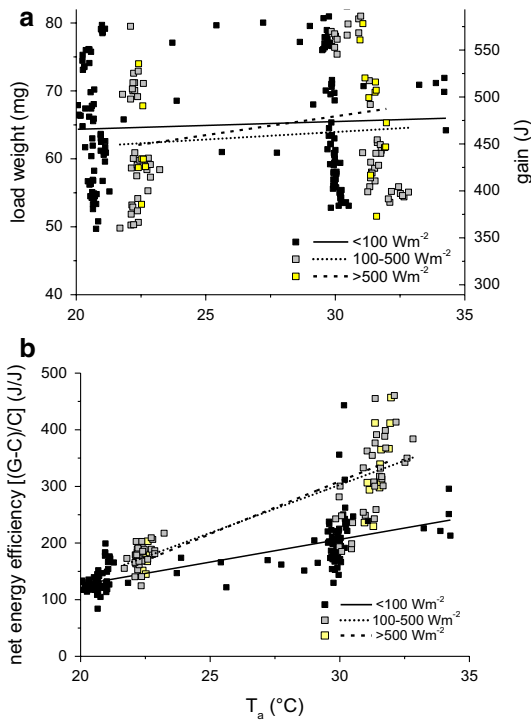 a
80
70
60
50
40
load weight (mg)
550
500
450
400
350
300
gain (J)
<100 Wm-2
100-500 Wm-2
>500 Wm-2
20
25
30
35
b
500
400
300
200
100
0
net energy efficiency [(G-C)/C] (J/J)
<100 Wm-2
100-500 Wm-2
>500 Wm-2
20
25
30
35
Ta (°C)